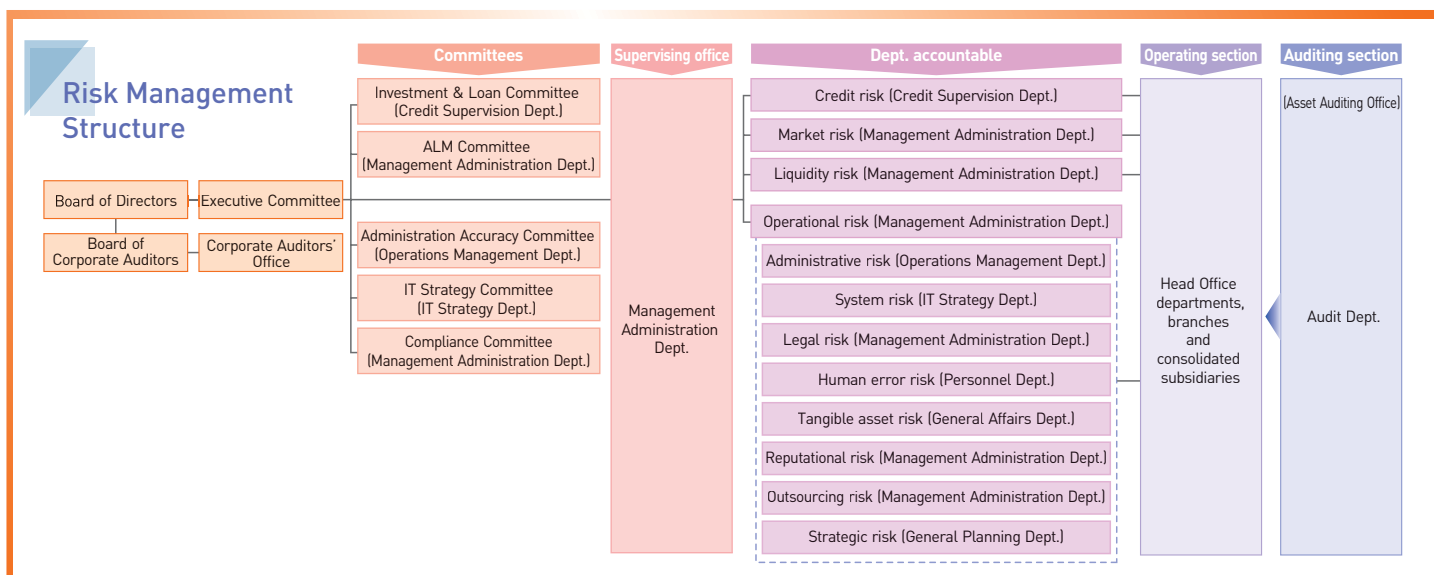 Risk Management
Structure
Board of Directors
Executive Committee
Board of
Corporate Auditors
Corporate Auditors'
Office
Committees
Investment & Loan Committee
(Credit Supervision Dept.)
ALM Committee
(Management Administration Dept.)
Administration Accuracy Committee
(Operations Management Dept.)
IT Strategy Committee
(IT Strategy Dept.)
Compliance Committee
(Management Administration Dept.)
Supervising office
Management
Administration
Dept.
Dept. accountable
Credit risk (Credit Supervision Dept.)
Market risk (Management Administration Dept.)
Liquidity risk (Management Administration Dept.)
Operational risk (Management Administration Dept.)
Administrative risk (Operations Management Dept.)
System risk (IT Strategy Dept.)
Legal risk (Management Administration Dept.)
Human error risk (Personnel Dept.)
Tangible asset risk (General Affairs Dept.)
Reputational risk (Management Administration Dept.)
Outsourcing risk (Management Administration Dept.)
Strategic risk (General Planning Dept.)
Operating section
Head Office
departments,
branches
and
consolidated
subsidiaries
Auditing section
(Asset Auditing Office)
Audit Dept.